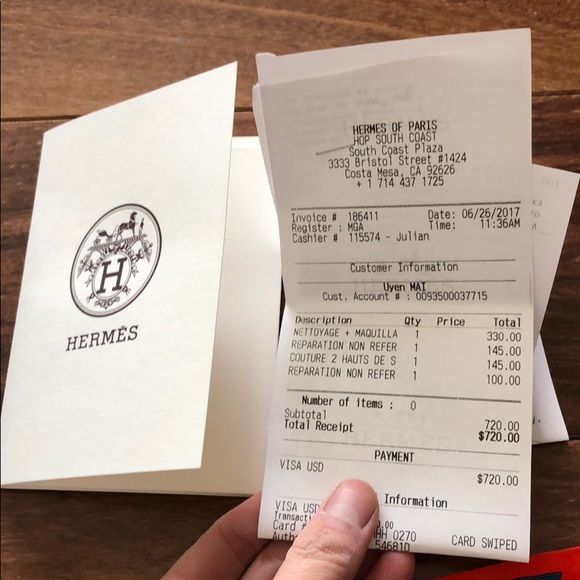 HERMÈS
HERMES OF PARIS
HOP SOUTH COAST
South Coast Plaza
3333 Bristol Street #1424
Costa Mesa, CA 92626
+ 1 714 437 1725
Invoice # 186411 Date: 06/26/2017
Register : MGA Time: 11:36AM
Cashier # 115574 - Julian
Customer Information
Uyen MAI
Cust. Account # : 0093500037715
Description Qty Price Total
NETTOYAGE + MAQUILLA 1 330.00
REPARATION NON REFER 1 145.00
COUTURE 2 HAUTS DE S 1 145.00
REPARATION NON REFER 1 100.00
Number of items : 0
Subtotal 720.00
Total Receipt $720.00
PAYMENT
VISA USD $720.00
Information
VISA USD
Card #
HH 0270 CARD SWIPED
54681D